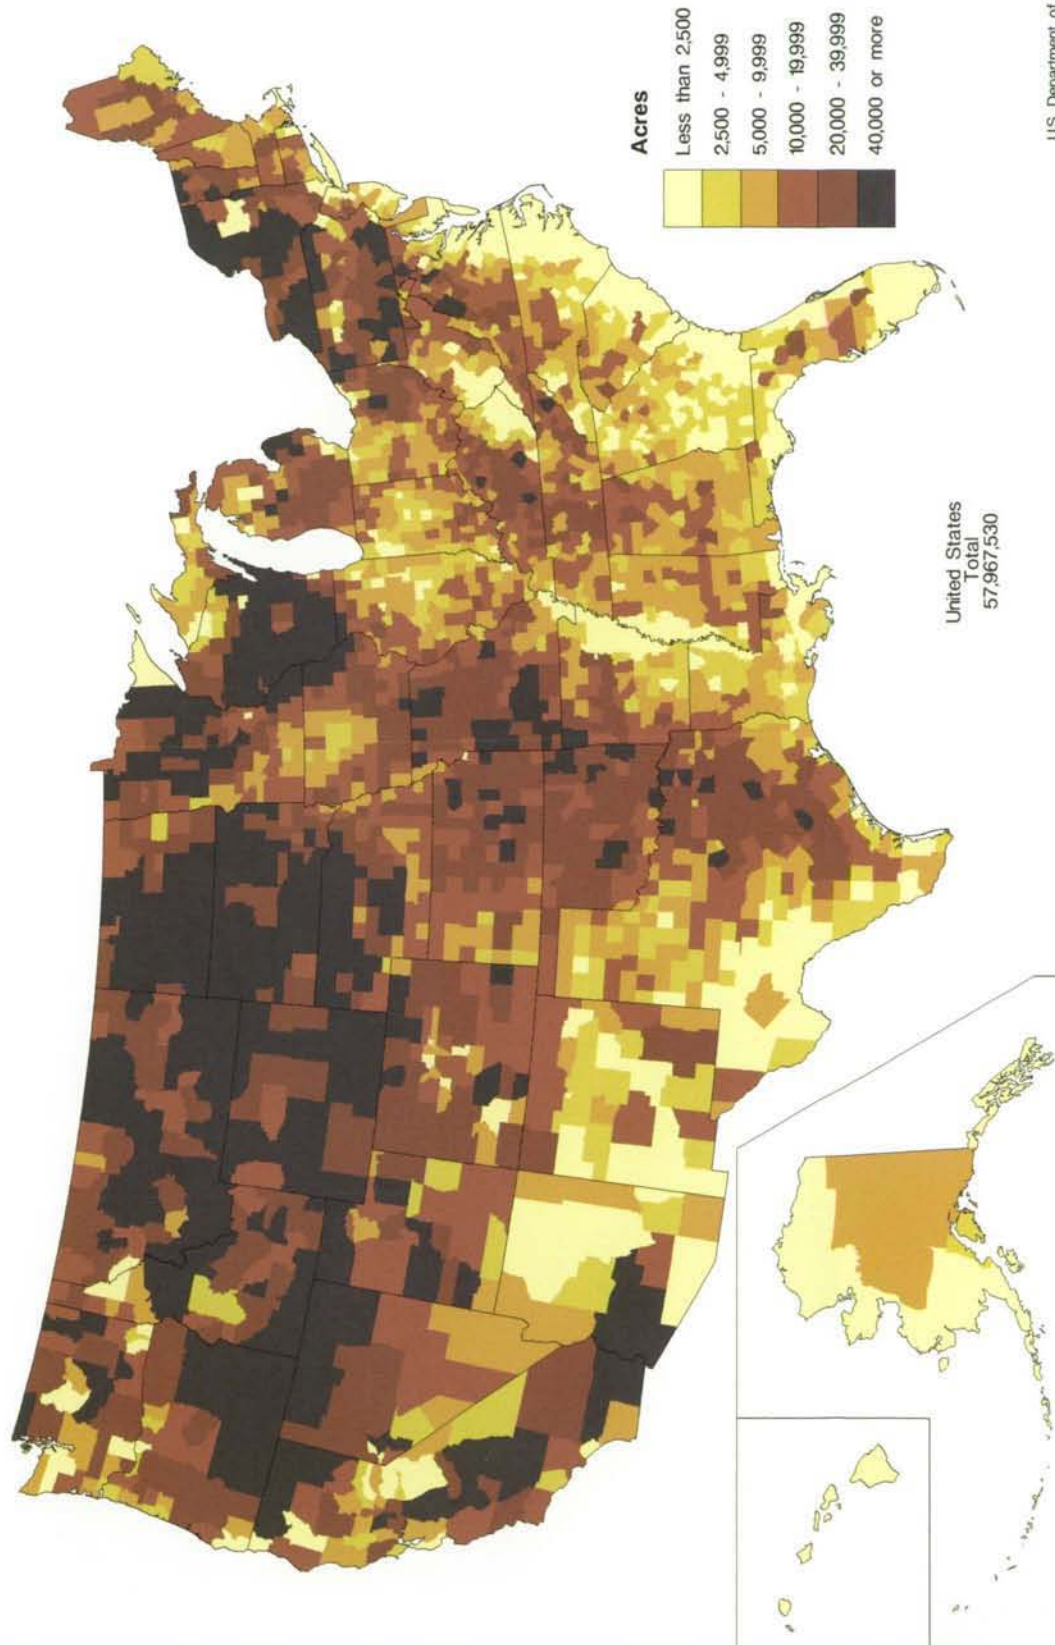 Acres
Less than 2,500
2,500 - 4,999
5,000 - 9,999
10,000 - 19,999
20,000 - 39,999
40,000 or more
United States
Total
57,967,530
U.S. Department of